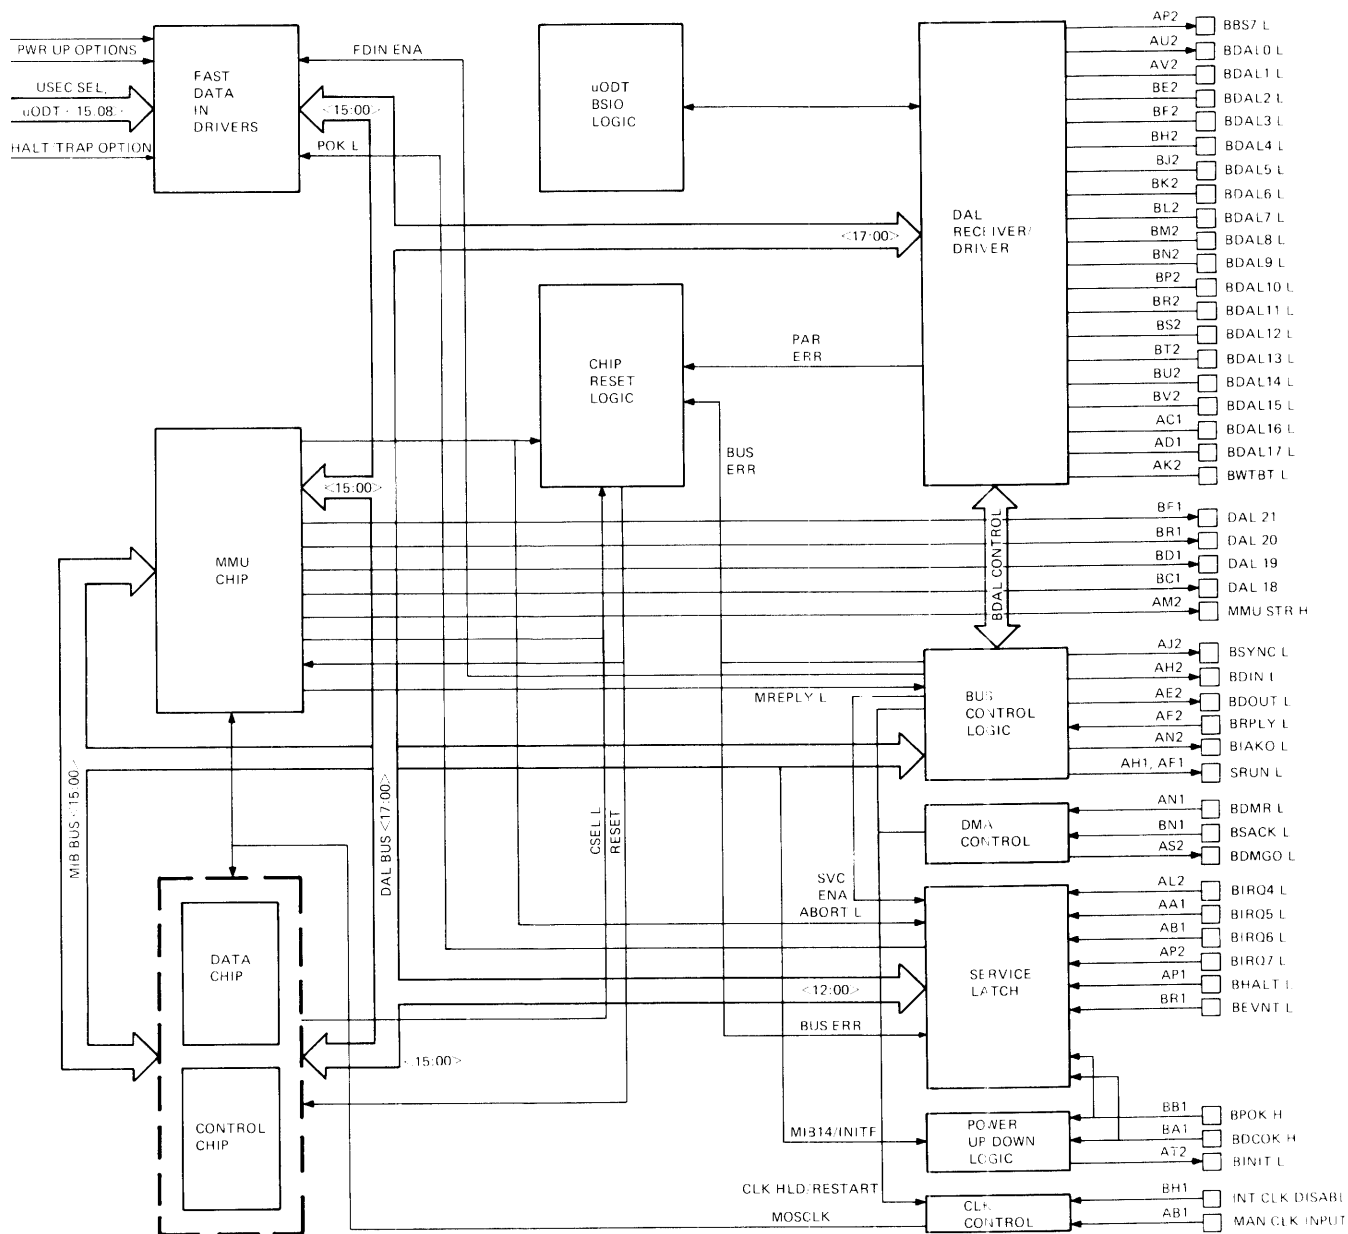 PWR UP OPTIONS
USEC SEL,
uODT <15.08>
HALT/TRAP OPTION
FAST
DATA
IN
DRIVERS
FDIN ENA
<15:00>
POK L
uODT
BSIO
LOGIC
DAL
RECEIVER/
DRIVER
<17:00>
CHIP
RESET
LOGIC
PAR
ERR
BUS
ERR
MMU
CHIP
<15:00>
BDAL CONTROL
BUS
CONTROL
LOGIC
MREPLY L
MIB BUS <15:00>
DAL BUS <17:00>
CSEL L
RESET
DMA
CONTROL
SVC
ENA
ABORT L
SERVICE
LATCH
<12:00>
BUS ERR
<15:00>
DATA
CHIP
CONTROL
CHIP
MIB14/INITF
POWER
UP DOWN
LOGIC
CLK HLD/RESTART
MOSCLK
CLK
CONTROL
AP2 BBS7 L
AU2 BDAL0 L
AV2 BDAL1 L
BE2 BDAL2 L
BF2 BDAL3 L
BH2 BDAL4 L
BJ2 BDAL5 L
BK2 BDAL6 L
BL2 BDAL7 L
BM2 BDAL8 L
BN2 BDAL9 L
BP2 BDAL10 L
BR2 BDAL11 L
BS2 BDAL12 L
BT2 BDAL13 L
BU2 BDAL14 L
BV2 BDAL15 L
AC1 BDAL16 L
AD1 BDAL17 L
AK2 BWTBT L
BF1 DAL 21
BR1 DAL 20
BD1 DAL 19
BC1 DAL 18
AM2 MMU STR H
AJ2 BSYNC L
AH2 BDIN L
AE2 BDOUT L
AF2 BRPLY L
AN2 BIAKO L
AH1, AF1 SRUN L
AN1 BDMR L
BN1 BSACK L
AS2 BDMGO L
AL2 BIRQ4 L
AA1 BIRQ5 L
AB1 BIRQ6 L
AP2 BIRQ7 L
AP1 BHALT L
BR1 BEVNT L
BB1 BPOK H
BA1 BDCOK H
AT2 BINIT L
BH1 INT CLK DISABL
AB1 MAN CLK INPUT